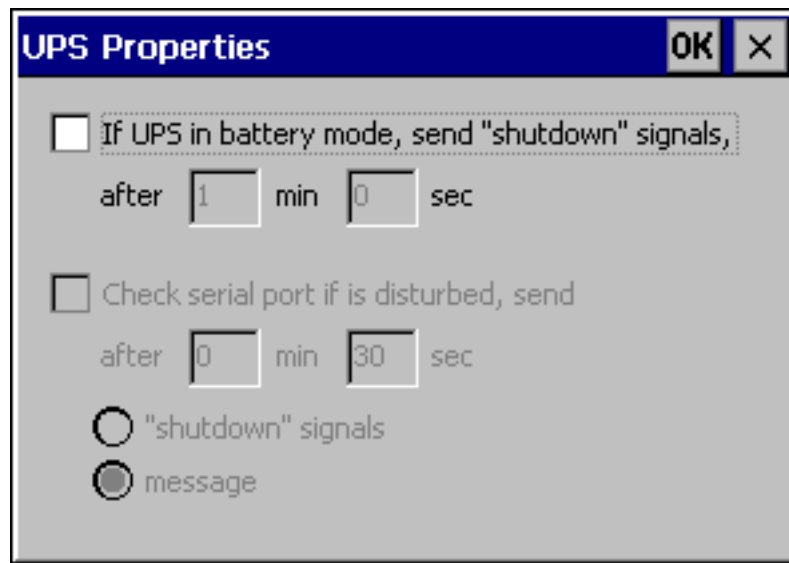 UPS Properties OK ×
If UPS in battery mode, send "shutdown" signals,
after 1 min 0 sec
Check serial port if is disturbed, send
after 0 min 30 sec
"shutdown" signals
message